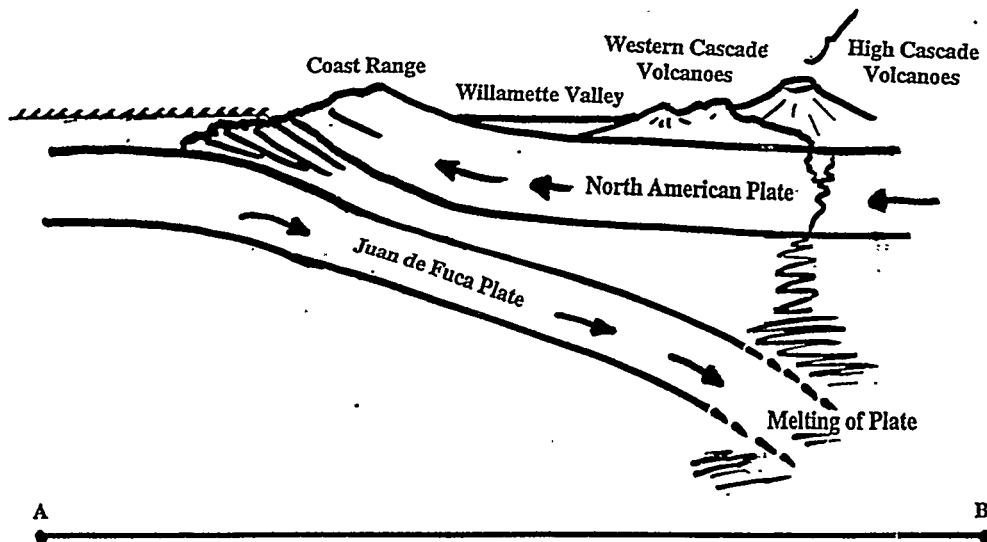 Western Cascade
Volcanoes
High Cascade
Volcanoes
Coast Range
Willamette Valley
North American Plate
Juan de Fuca Plate
Melting of Plate
A
B